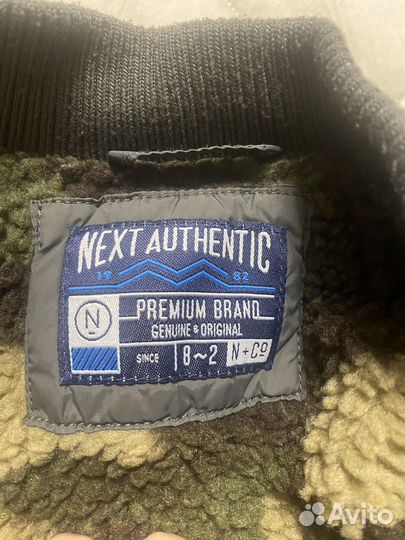 NEXT AUTHENTIC
19 82
N
PREMIUM BRAND
GENUINE & ORIGINAL
SINCE 8~2 N+Co
Avito